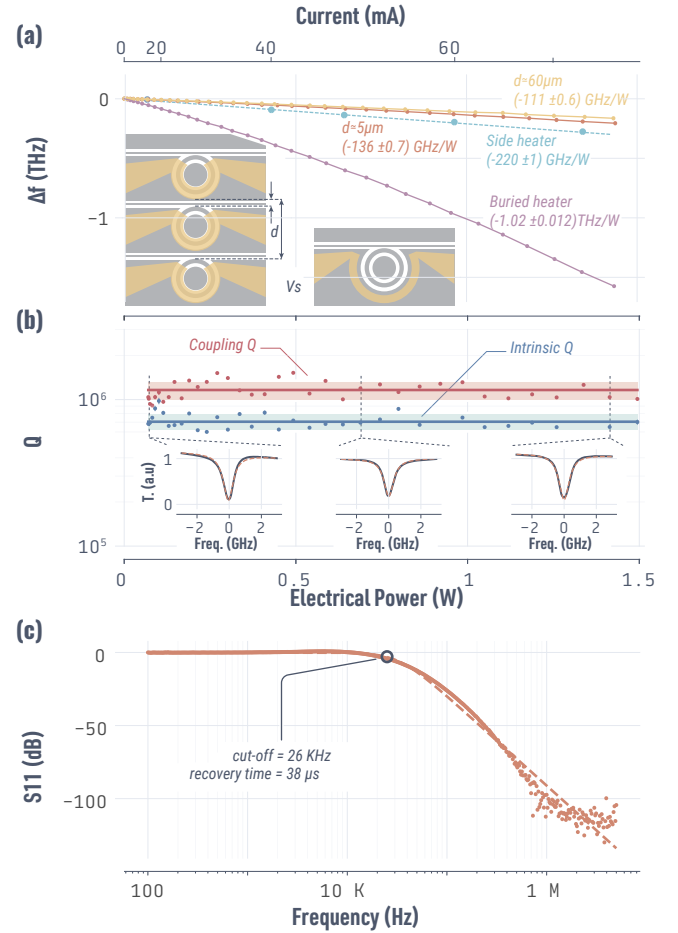 Current (mA)
(a)
0 20 40 60
0
−1
Δf (THz)
d≈60μm
(-111 ±0.6) GHz/W
d≈5μm
(-136 ±0.7) GHz/W
Side heater
(-220 ±1) GHz/W
Buried heater
(-1.02 ±0.012)THz/W
d
Vs
(b)
Coupling Q
Intrinsic Q
10⁶
10⁵
Q
T. (a.u)
1
0
−2 0 2
Freq. (GHz)
−2 0 2
Freq. (GHz)
−2 0 2
Freq. (GHz)
0 0.5 1 1.5
Electrical Power (W)
(c)
0
−50
−100
S11 (dB)
cut-off = 26 KHz
recovery time = 38 μs
100 10 K 1 M
Frequency (Hz)